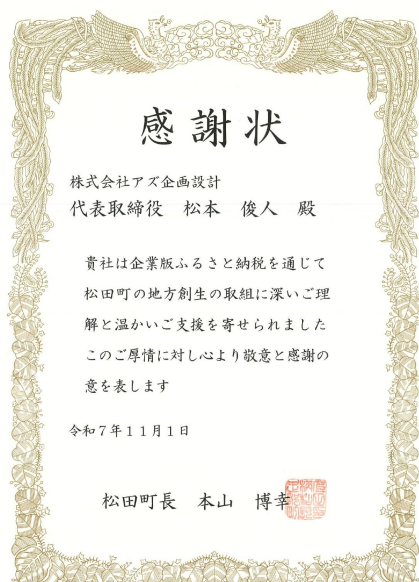 感謝状
株式会社アズ企画設計
代表取締役　松本　俊人　殿
貴社は企業版ふるさと納税を通じて
松田町の地方創生の取組に深いご理
解と温かいご支援を寄せられました
このご厚情に対し心より敬意と感謝の
意を表します
令和7年11月1日
松田町長　本山　博幸